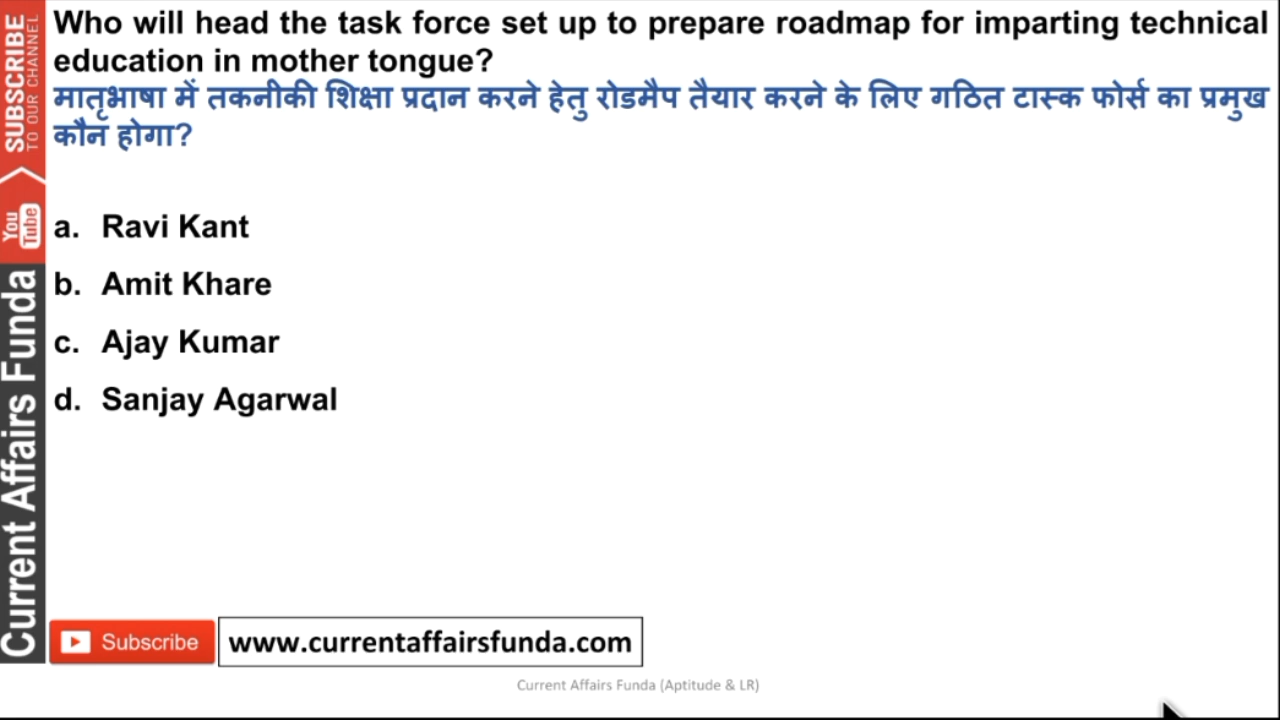 Who will head the task force set up to prepare roadmap for imparting technical
education in mother tongue?
मातृभाषा में तकनीकी शिक्षा प्रदान करने हेतु रोडमैप तैयार करने के लिए गठित टास्क फोर्स का प्रमुख
कौन होगा?
a. Ravi Kant
b. Amit Khare
c. Ajay Kumar
d. Sanjay Agarwal
SUBSCRIBE
TO OUR CHANNEL
You
Tube
Current Affairs Funda
Subscribe
www.currentaffairsfunda.com
Current Affairs Funda (Aptitude & LR)